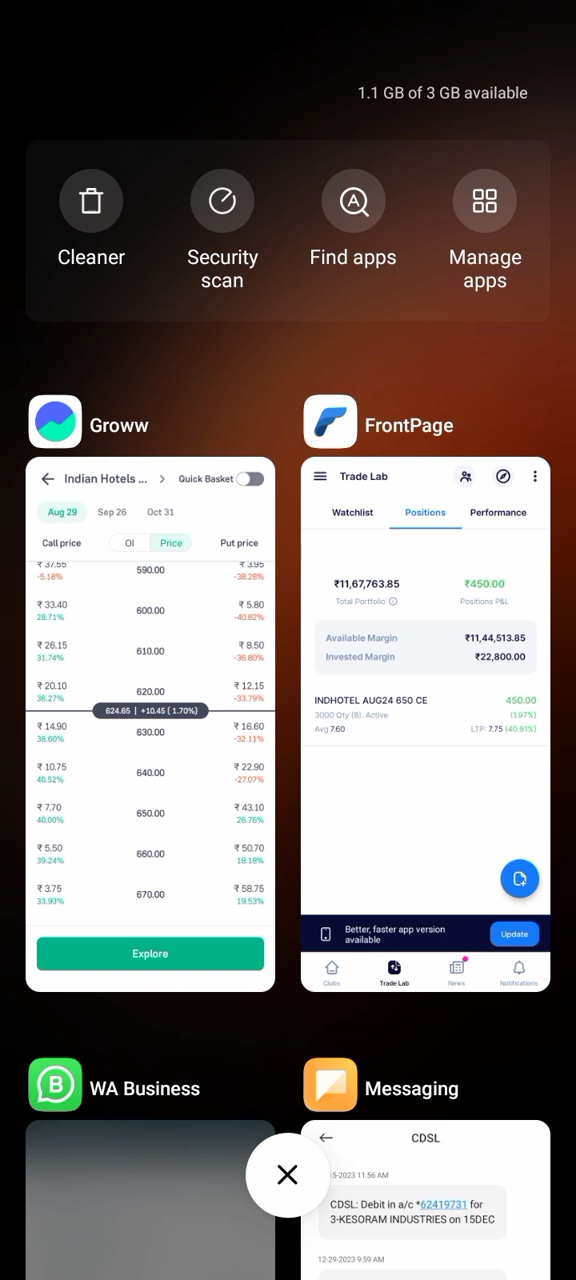 1.1 GB of 3 GB available
Cleaner
Security
scan
Find apps
Manage
apps
Groww
Indian Hotels ...
Quick Basket
Aug 29
Sep 26
Oct 31
Call price
OI
Price
Put price
₹ 37.55
590.00
₹ 3.95
-5.18%
-38.28%
₹ 33.40
600.00
₹ 5.80
28.71%
-40.82%
₹ 26.15
610.00
₹ 8.50
31.74%
-36.80%
₹ 20.10
620.00
₹ 12.15
36.27%
-33.79%
624.65 | +10.45 ( 1.70%)
₹ 14.90
630.00
₹ 16.60
38.60%
-32.11%
₹ 10.75
640.00
₹ 22.90
40.52%
-27.07%
₹ 7.70
650.00
₹ 43.10
40.00%
26.76%
₹ 5.50
660.00
₹ 50.70
39.24%
18.18%
₹ 3.75
670.00
₹ 58.75
33.93%
19.53%
Explore
FrontPage
Trade Lab
Watchlist
Positions
Performance
₹11,67,763.85
₹450.00
Total Portfolio
Positions P&L
Available Margin
₹11,44,513.85
Invested Margin
₹22,800.00
INDHOTEL AUG24 650 CE
450.00
3000 Qty (B). Active
(1.97%)
Avg 7.60
LTP: 7.75 (40.91%)
Better, faster app version
available
Update
Clubs
Trade Lab
News
Notifications
WA Business
Messaging
CDSL
5-2023 11:56 AM
CDSL: Debit in a/c *62419731 for
3-KESORAM INDUSTRIES on 15DEC
12-29-2023 9:59 AM